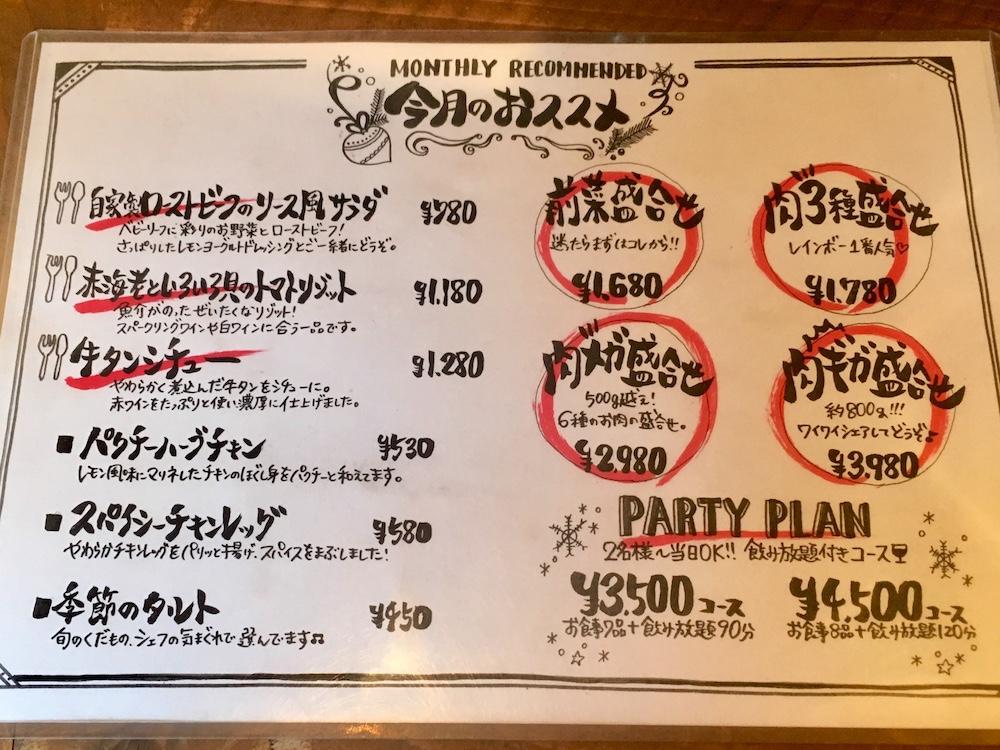 MONTHLY RECOMMENDED
今月のおススメ
自家製ローストビーフのソース風サラダ ¥980
ベビーリーフに彩りのお野菜とローストビーフ!
さっぱりしたレモンヨーグルトドレッシングとご一緒にどうぞ。
赤海老といろいろ貝のトマトリゾット ¥1,180
魚介がのったぜいたくなリゾット!
スパークリングワインや白ワインに合う一品です。
牛タンシチュー ¥1,280
やわらかく煮込んだ牛タンをシチューに。
赤ワインをたっぷりと使い濃厚に仕上げました。
■ パクチーハーブチキン ¥530
レモン風味にマリネしたチキンのほぐし身をパクチーと和えてます。
■ スパイシーチキンレッグ ¥580
やわらかチキンレッグをパリッと揚げ、スパイスをまぶしました!
■ 季節のタルト ¥450
旬のくだもの、シェフの気まぐれで選んでます♫
前菜盛合せ
迷たらまずはコレから!!
¥1,680
肉3種盛合せ
レインボー1番人気♡
¥1,780
肉メガ盛合せ
500g越え!
6種のお肉の盛合せ。
¥2,980
肉ギガ盛合せ
約800g!!!
ワイワイシェアしてどうぞ♪
¥3,980
PARTY PLAN
2名様～当日OK!! 飲み放題付きコース
¥3,500コース
お食事7品+飲み放題90分
¥4,500コース
お食事8品+飲み放題120分